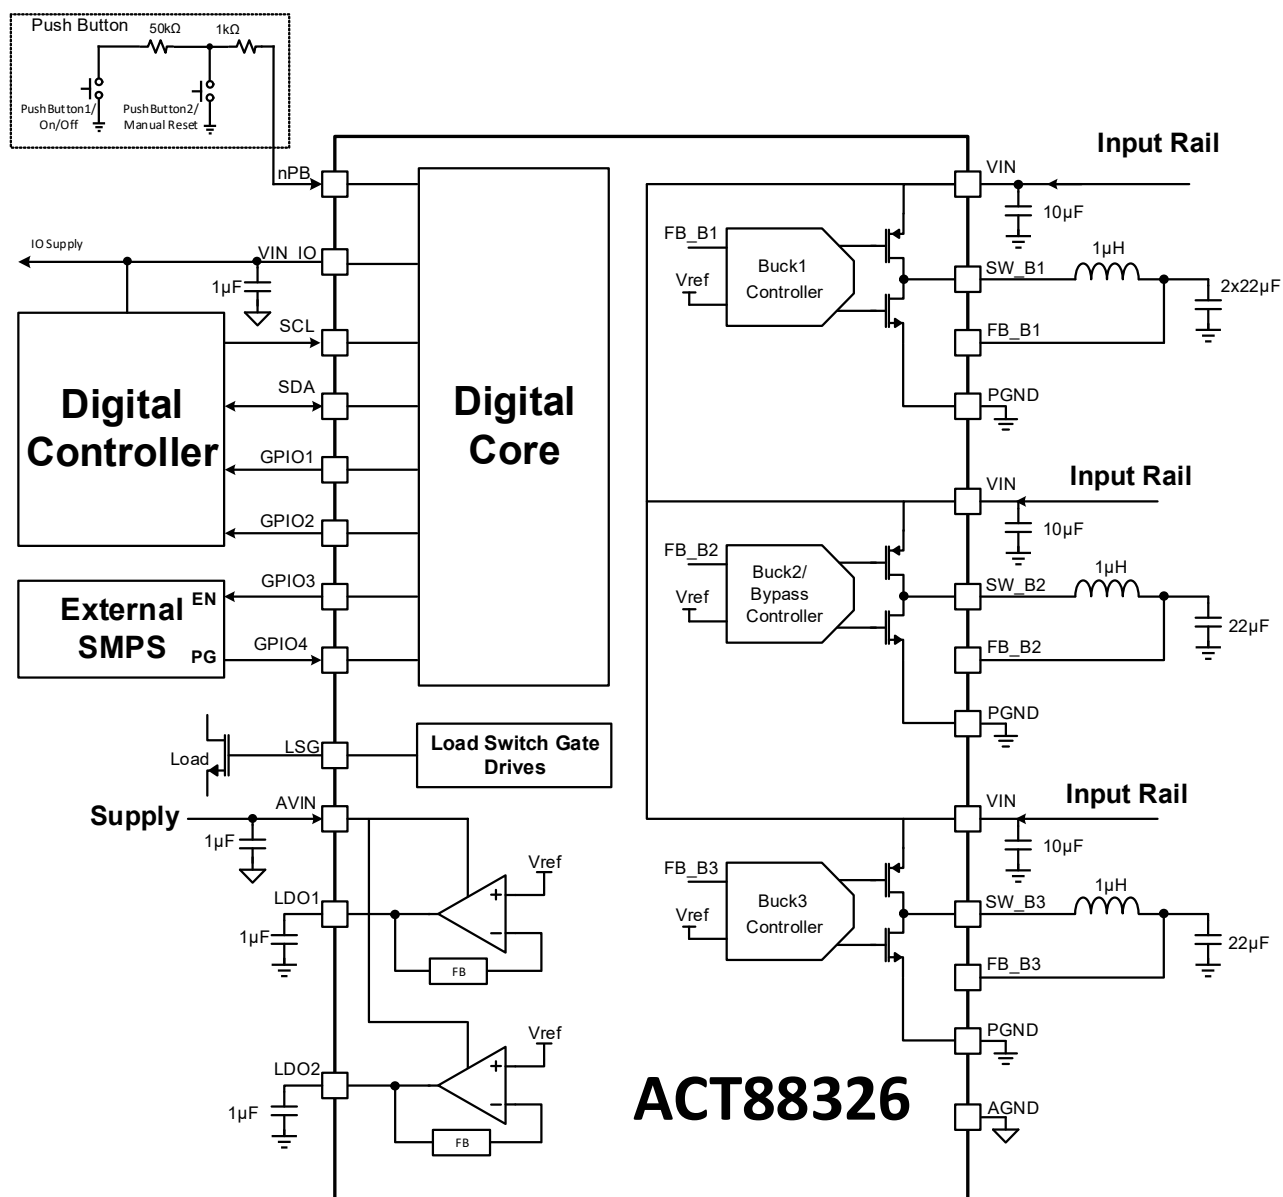 Push Button
50kΩ
1kΩ
PushButton1/
On/Off
PushButton2/
Manual Reset
nPB
IO Supply
VIN_IO
1µF
SCL
SDA
GPIO1
GPIO2
Digital
Controller
GPIO3
GPIO4
External
SMPS
EN
PG
Digital
Core
Load
LSG
Load Switch Gate
Drives
Supply
AVIN
1µF
LDO1
1µF
Vref
+
−
FB
LDO2
1µF
Vref
+
−
FB
VIN
Input Rail
10µF
FB_B1
Vref
Buck1
Controller
SW_B1
1µH
2x22µF
FB_B1
PGND
VIN
Input Rail
10µF
FB_B2
Vref
Buck2/
Bypass
Controller
SW_B2
1µH
22µF
FB_B2
PGND
VIN
Input Rail
10µF
FB_B3
Vref
Buck3
Controller
SW_B3
1µH
22µF
FB_B3
PGND
AGND
ACT88326